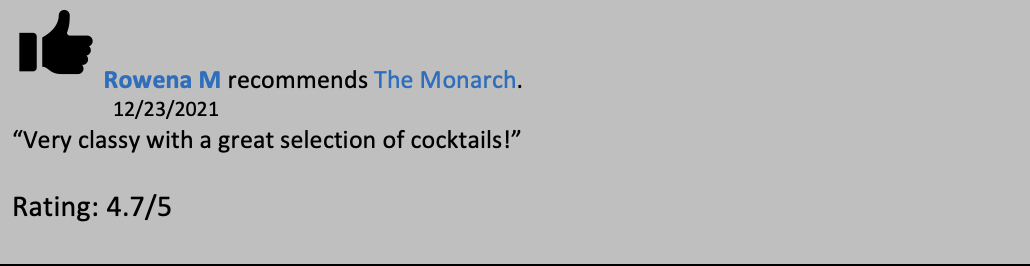 Rowena M recommends The Monarch.
12/23/2021
“Very classy with a great selection of cocktails!”
Rating: 4.7/5